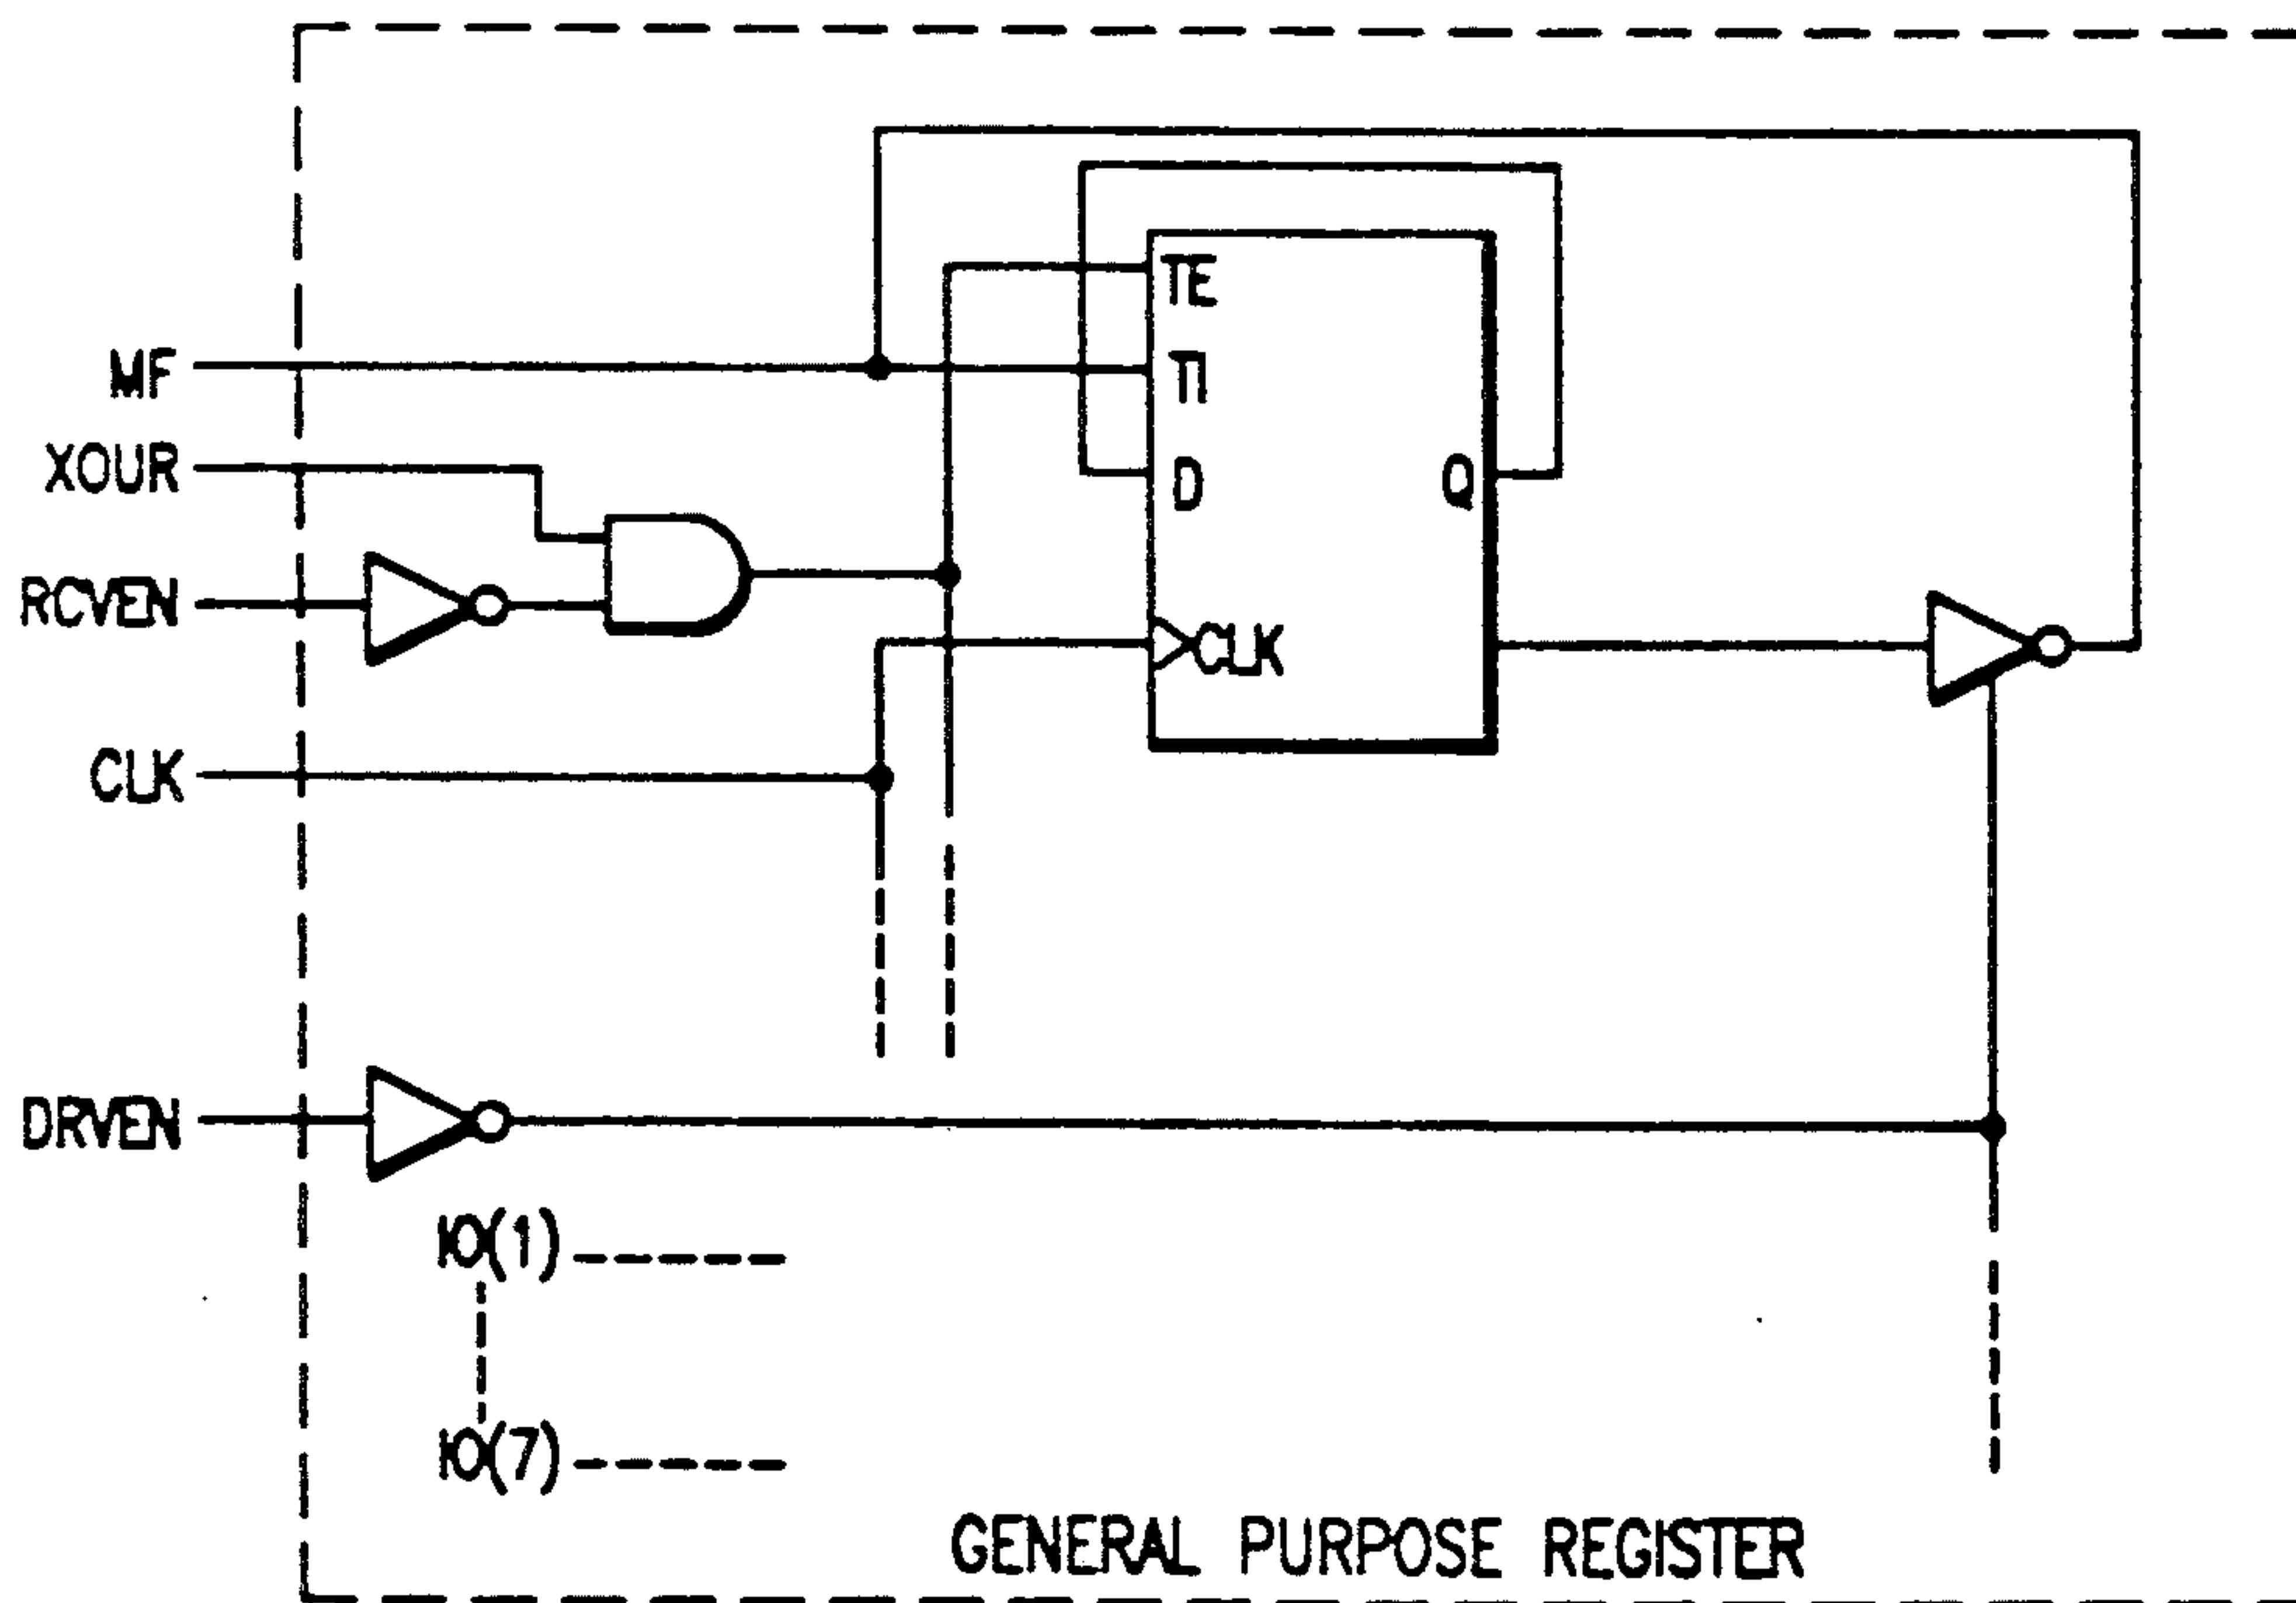 TE
MF
TI
XOUR
D
Q
RCVEN
CLK
CLK
DRVEN
IO(1)
IO(7)
GENERAL PURPOSE REGISTER